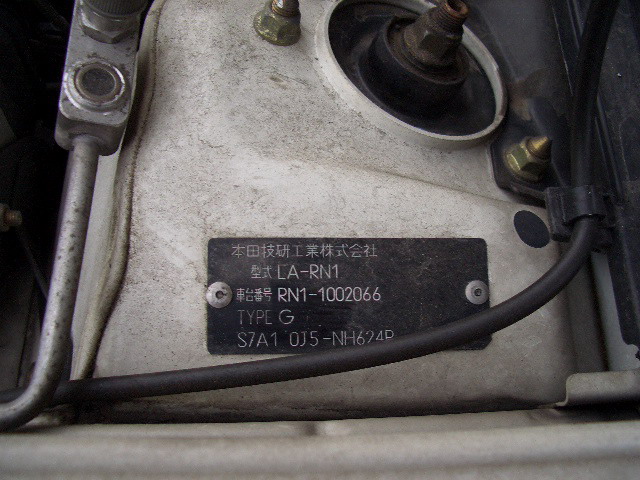 本田技研工業株式会社
型式 LA-RN1
車台番号 RN1-1002066
TYPE G
S7A1 0J5-NH624P